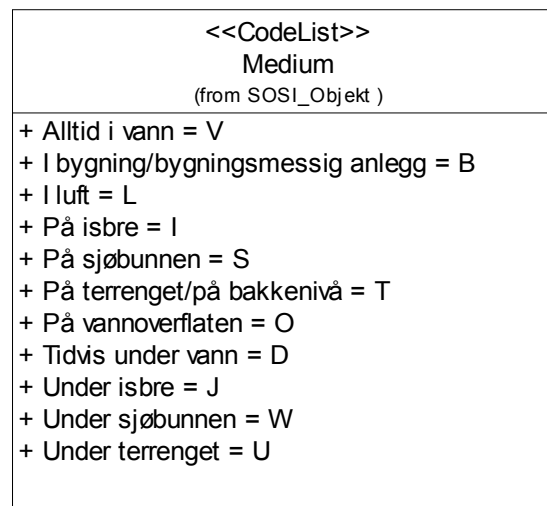 <<CodeList>>
Medium
(from SOSI_Objekt )
+ Alltid i vann = V
+ I bygning/bygningsmessig anlegg = B
+ I luft = L
+ På isbre = I
+ På sjøbunnen = S
+ På terrenget/på bakkenivå = T
+ På vannoverflaten = O
+ Tidvis under vann = D
+ Under isbre = J
+ Under sjøbunnen = W
+ Under terrenget = U